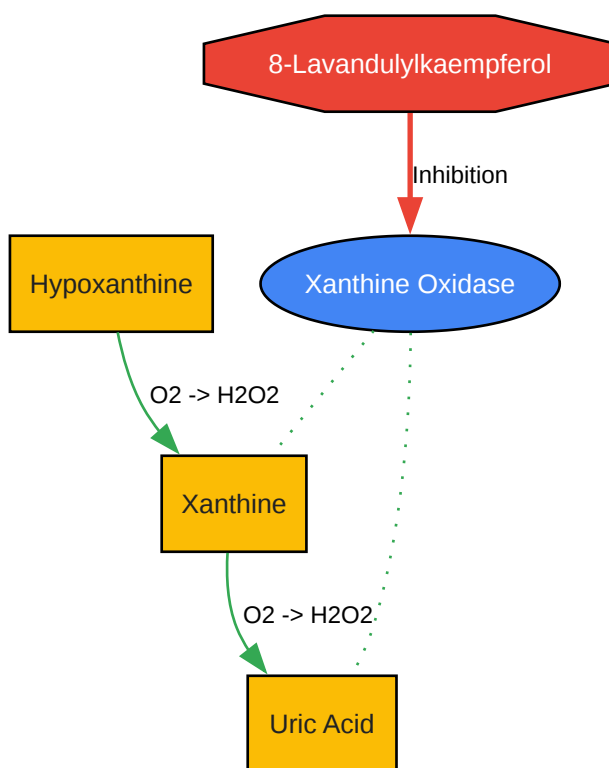 8-Lavandulylkaempferol
Inhibition
Hypoxanthine
Xanthine Oxidase
O2 -> H2O2
Xanthine
O2 -> H2O2
Uric Acid